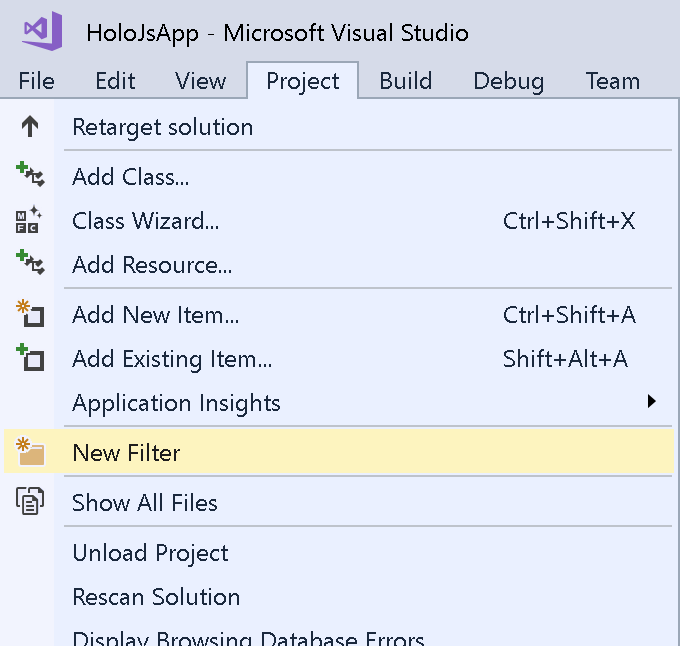 HoloJsApp - Microsoft Visual Studio
File Edit View Project Build Debug Team
Retarget solution
Add Class...
Class Wizard... Ctrl+Shift+X
Add Resource...
Add New Item... Ctrl+Shift+A
Add Existing Item... Shift+Alt+A
Application Insights
New Filter
Show All Files
Unload Project
Rescan Solution
Display Browsing Database Errors